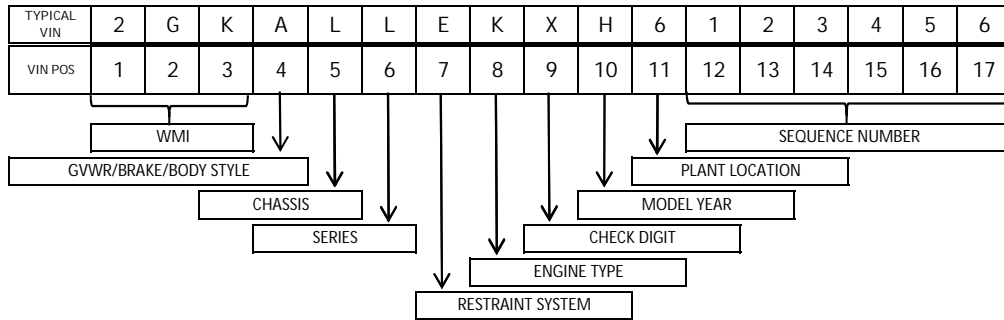 TYPICAL VIN 2 G K A L L E K X H 6 1 2 3 4 5 6
VIN POS 1 2 3 4 5 6 7 8 9 10 11 12 13 14 15 16 17
WMI SEQUENCE NUMBER
GVWR/BRAKE/BODY STYLE PLANT LOCATION
CHASSIS MODEL YEAR
SERIES CHECK DIGIT
ENGINE TYPE
RESTRAINT SYSTEM